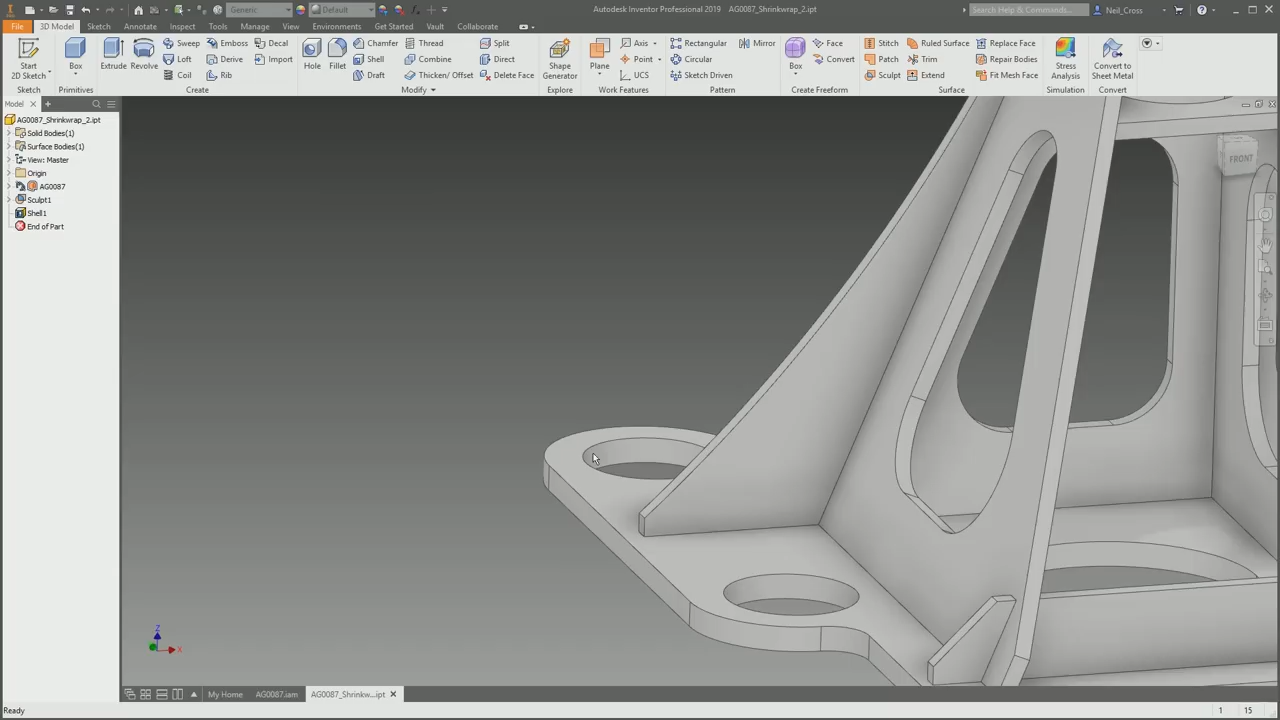 Generic
Default
Autodesk Inventor Professional 2019 AG0087_Shrinkwrap_2.ipt
Search Help & Commands...
Neil_Cross
File 3D Model Sketch Annotate Inspect Tools Manage View Environments Get Started Vault Collaborate
Start
2D Sketch
Sketch
Box
Primitives
Extrude
Revolve
Sweep
Loft
Coil
Emboss
Derive
Rib
Decal
Import
Create
Hole
Fillet
Chamfer
Shell
Draft
Thread
Combine
Thicken/ Offset
Split
Direct
Delete Face
Modify
Shape
Generator
Explore
Plane
Axis
Point
UCS
Work Features
Rectangular
Circular
Sketch Driven
Mirror
Pattern
Box
Face
Convert
Create Freeform
Stitch
Patch
Sculpt
Ruled Surface
Trim
Extend
Replace Face
Repair Bodies
Fit Mesh Face
Surface
Stress
Analysis
Simulation
Convert to
Sheet Metal
Convert
Model
AG0087_Shrinkwrap_2.ipt
Solid Bodies(1)
Surface Bodies(1)
View: Master
Origin
AG0087
Sculpt1
Shell1
End of Part
FRONT
Z
X
My Home AG0087.iam AG0087_Shrinkw...ipt
Ready
1 15